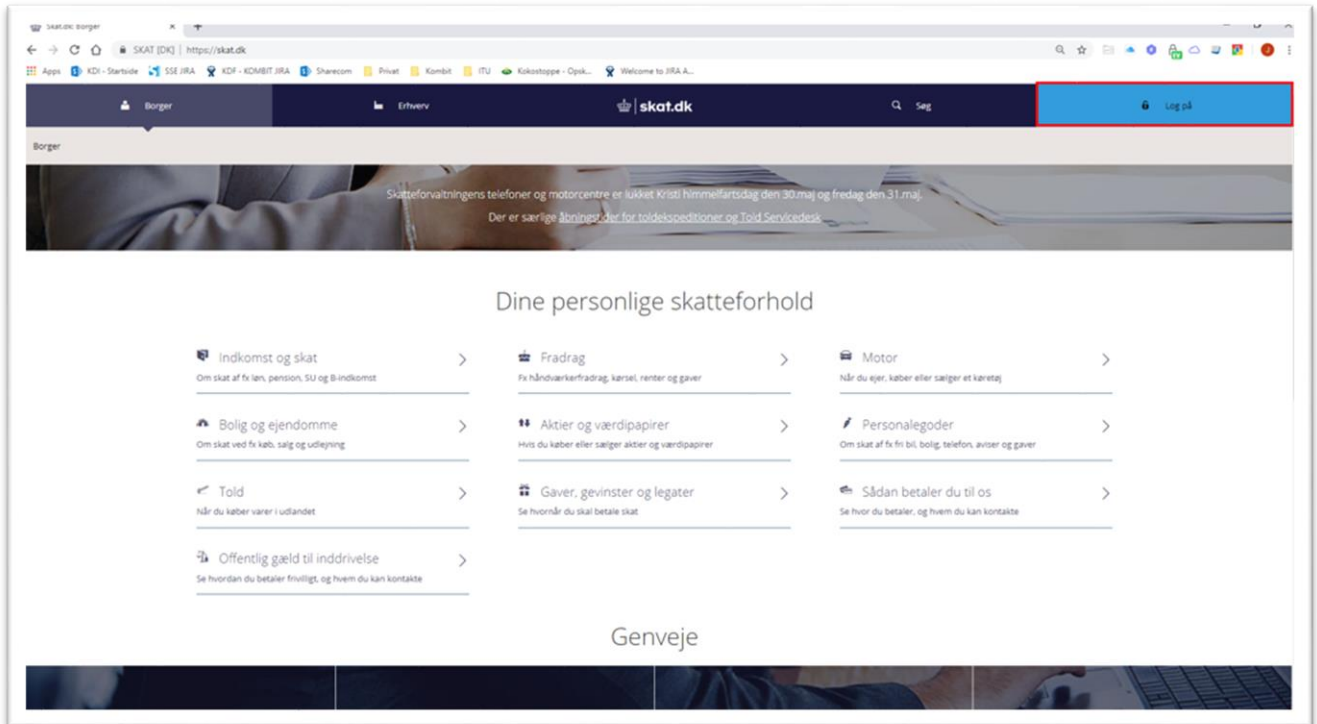 Skat.dk: Borger
SKAT [DK] | https://skat.dk
Apps KDI - Startside SSE JIRA KDF - KOMBIT JIRA Sharecom Privat Kombit ITU Kokostoppe - Opsk... Welcome to JIRA A...
Borger Erhverv skat.dk Søg Log på
Borger
Skatteforvaltningens telefoner og motorcentre er lukket Kristi himmelfartsdag den 30.maj og fredag den 31.maj.
Der er særlige åbningstider for toldekspeditioner og Told Servicedesk
Dine personlige skatteforhold
Indkomst og skat
Om skat af fx løn, pension, SU og B-indkomst
Fradrag
Fx håndværkerfradrag, kørsel, renter og gaver
Motor
Når du ejer, køber eller sælger et køretøj
Bolig og ejendomme
Om skat ved fx køb, salg og udlejning
Aktier og værdipapirer
Hvis du køber eller sælger aktier og værdipapirer
Personalegoder
Om skat af fx fri bil, bolig, telefon, aviser og gaver
Told
Når du køber varer i udlandet
Gaver, gevinster og legater
Se hvornår du skal betale skat
Sådan betaler du til os
Se hvor du betaler, og hvem du kan kontakte
Offentlig gæld til inddrivelse
Se hvordan du betaler frivilligt, og hvem du kan kontakte
Genveje